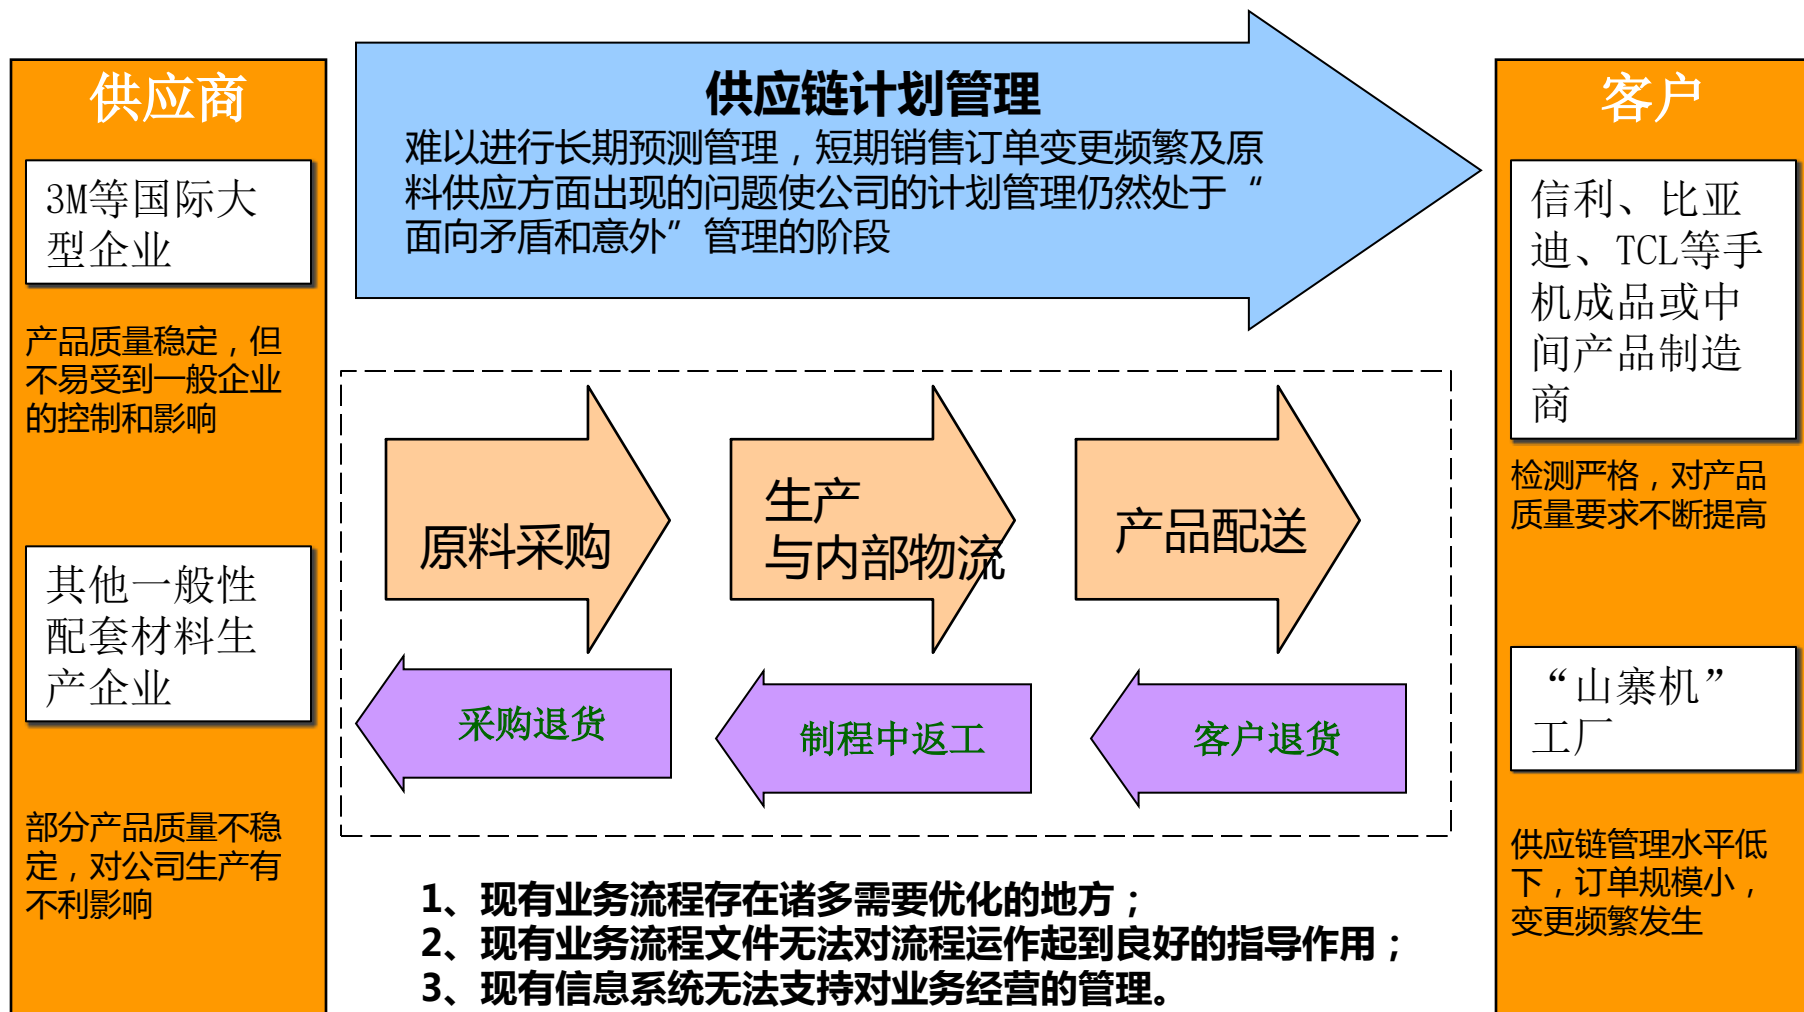 供应商
3M等国际大
型企业
产品质量稳定，但
不易受到一般企业
的控制和影响
其他一般性
配套材料生
产企业
部分产品质量不稳
定，对公司生产有
不利影响
供应链计划管理
难以进行长期预测管理，短期销售订单变更频繁及原
料供应方面出现的问题使公司的计划管理仍然处于“
面向矛盾和意外”管理的阶段
原料采购
生产
与内部物流
产品配送
采购退货
制程中返工
客户退货
1、现有业务流程存在诸多需要优化的地方；
2、现有业务流程文件无法对流程运作起到良好的指导作用；
3、现有信息系统无法支持对业务经营的管理。
客户
信利、比亚
迪、TCL等手
机成品或中
间产品制造
商
检测严格，对产品
质量要求不断提高
“山寨机”
工厂
供应链管理水平低
下，订单规模小，
变更频繁发生